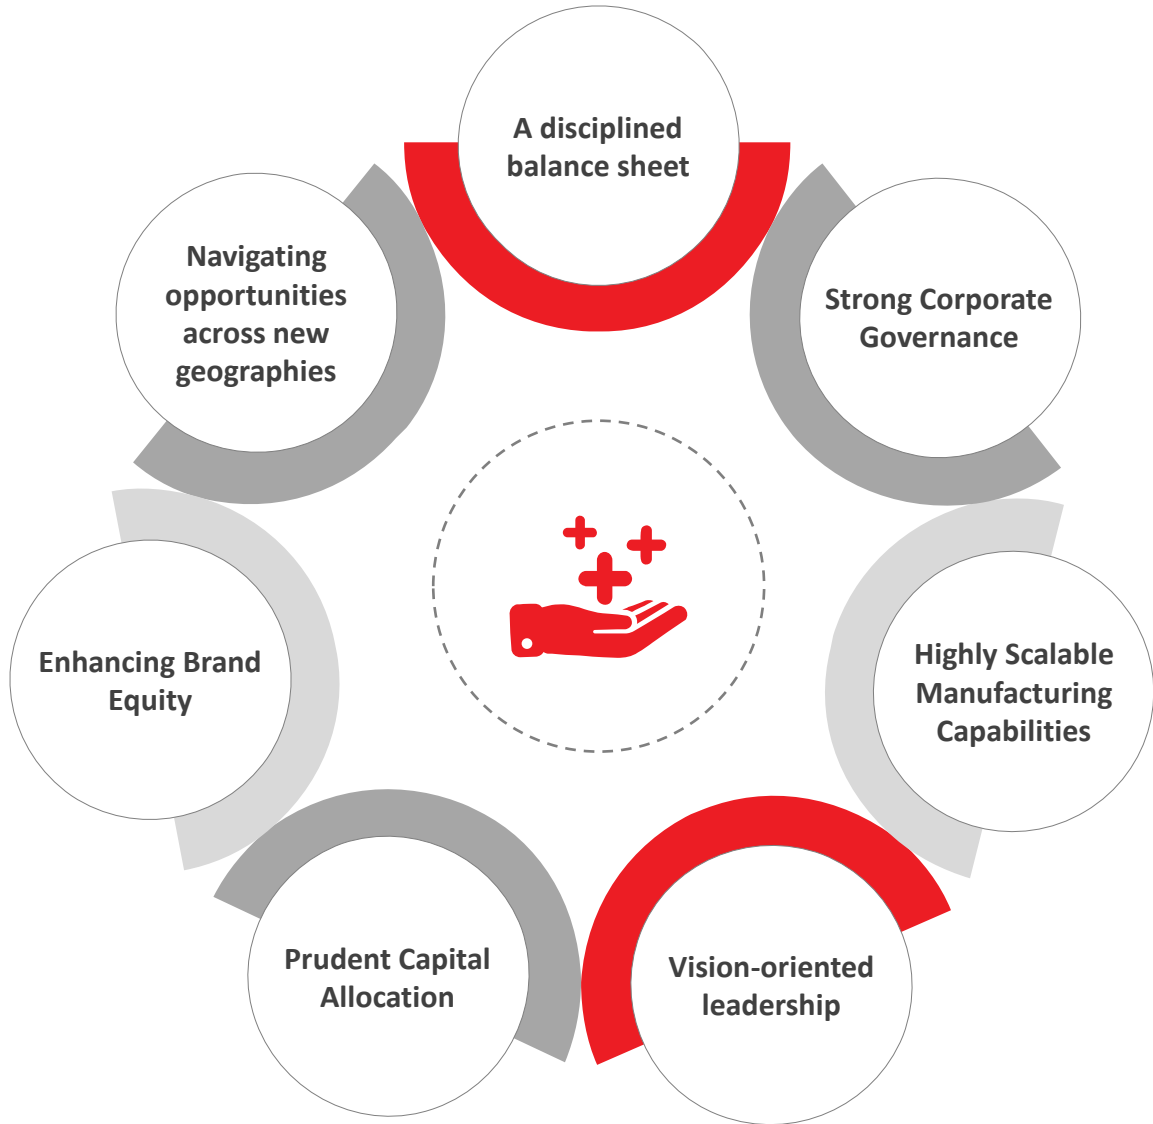 A disciplined
balance sheet
Strong Corporate
Governance
Highly Scalable
Manufacturing
Capabilities
Vision-oriented
leadership
Prudent Capital
Allocation
Enhancing Brand
Equity
Navigating
opportunities
across new
geographies